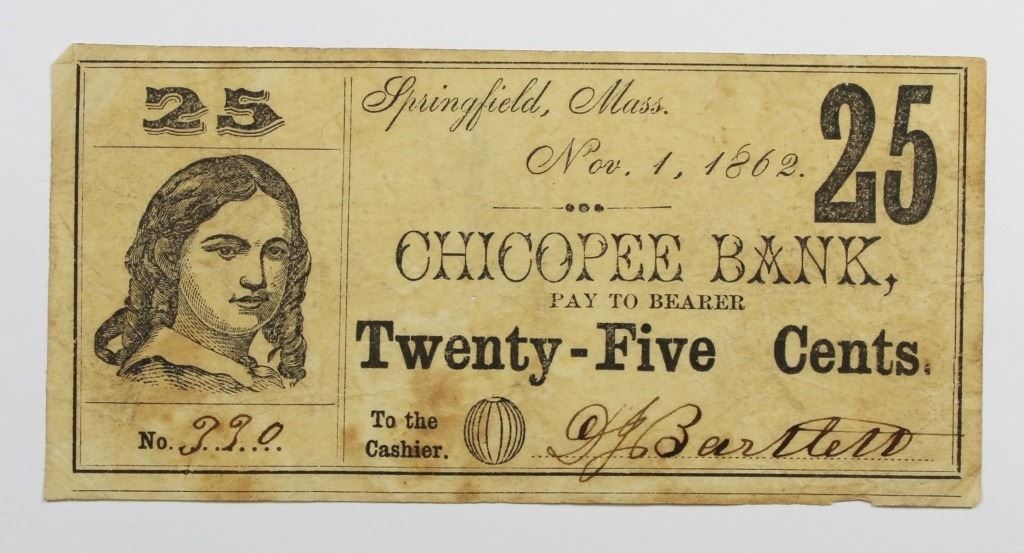 25
Springfield, Mass.
Nov. 1, 1862.
25
CHICOPEE BANK,
PAY TO BEARER
Twenty-Five Cents.
No. 390
To the
Cashier.
D J Bartlett